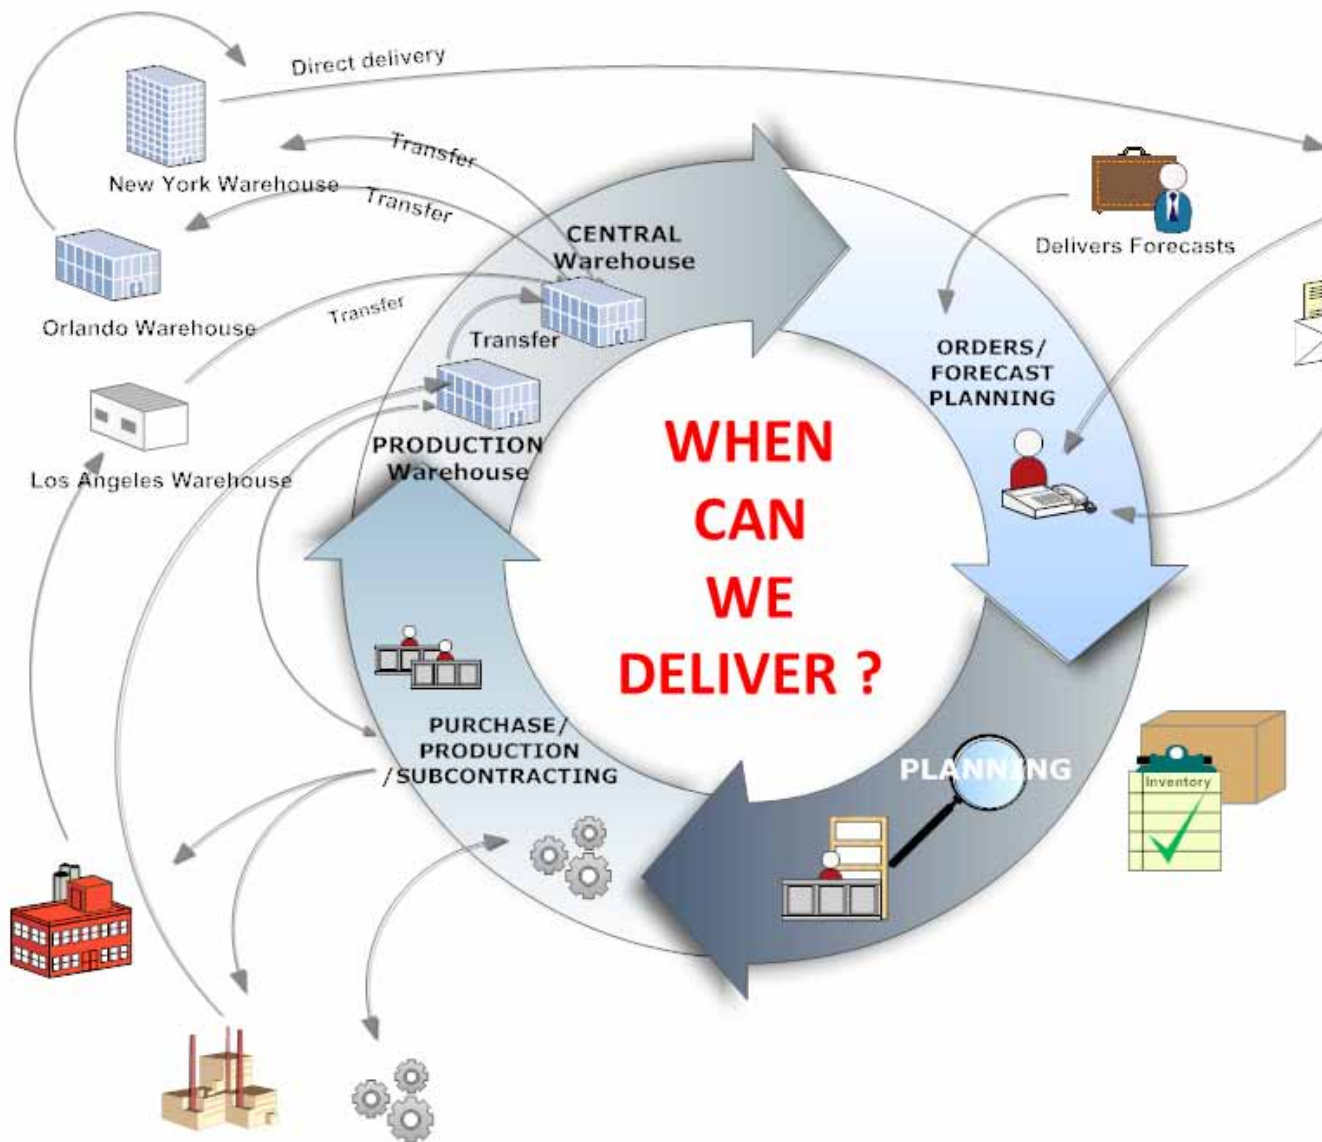 Direct delivery
Transfer
New York Warehouse
Transfer
CENTRAL
Warehouse
Delivers Forecasts
Orlando Warehouse
Transfer
Transfer
ORDERS/
FORECAST
PLANNING
PRODUCTION
Warehouse
Los Angeles Warehouse
WHEN
CAN
WE
DELIVER ?
PURCHASE/
PRODUCTION
/SUBCONTRACTING
PLANNING
Inventory